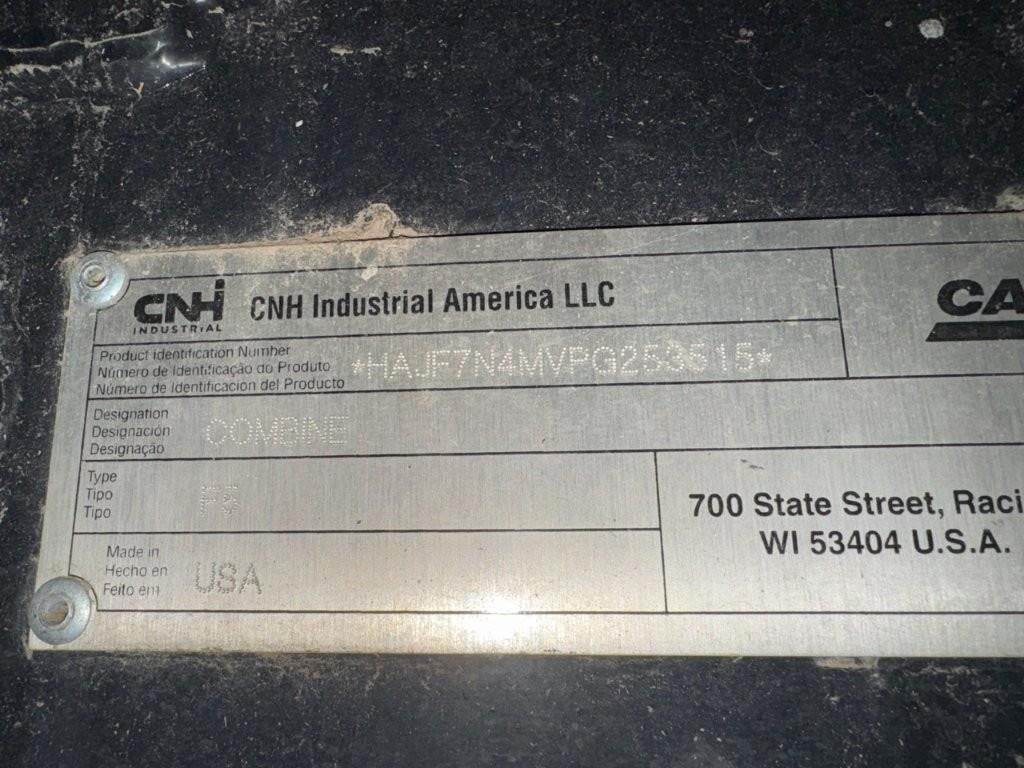 CNH
INDUSTRIAL
CNH Industrial America LLC
CA
Product Identification Number
Número de Identificação do Produto
Número de Identificacion del Producto
*HAJF7N4MVPG253515*
Designation
Designación
Designação
COMBINE
Type
Tipo
Tipo
700 State Street, Raci
WI 53404 U.S.A.
Made in
Hecho en
Feito em
USA